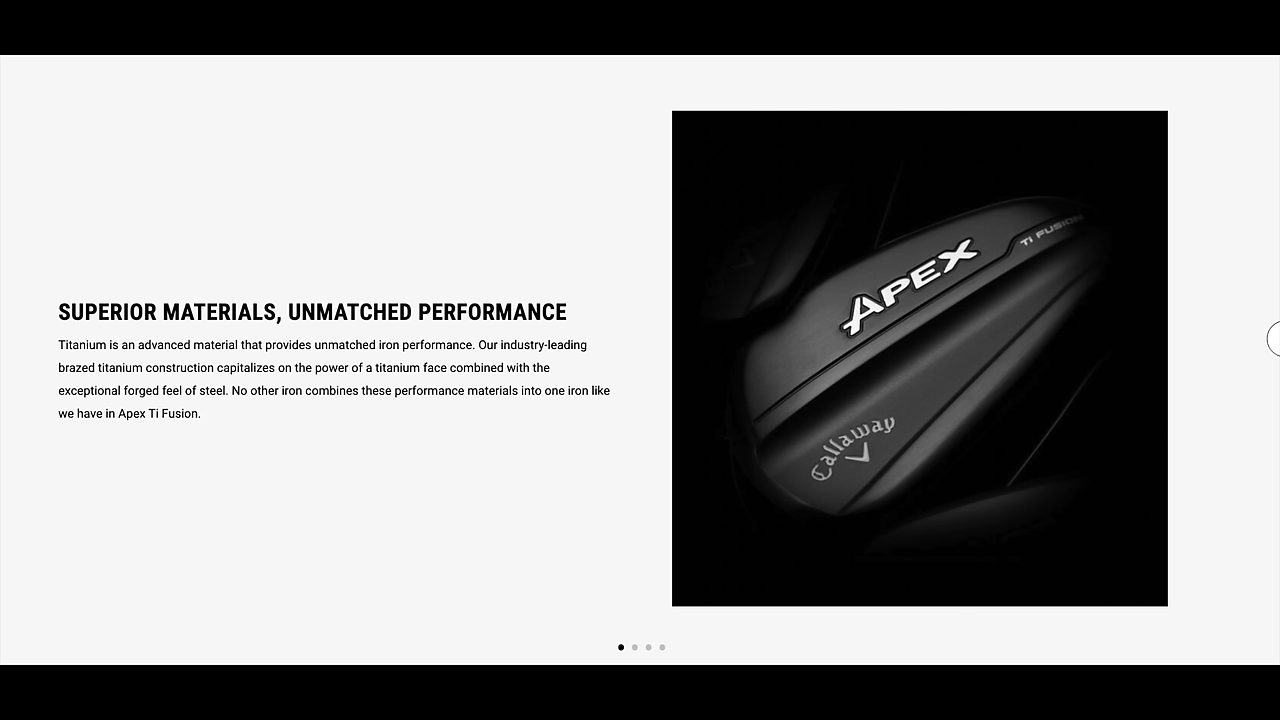 SUPERIOR MATERIALS, UNMATCHED PERFORMANCE
Titanium is an advanced material that provides unmatched iron performance. Our industry-leading
brazed titanium construction capitalizes on the power of a titanium face combined with the
exceptional forged feel of steel. No other iron combines these performance materials into one iron like
we have in Apex Ti Fusion.
APEX
Ti FUSION
Callaway